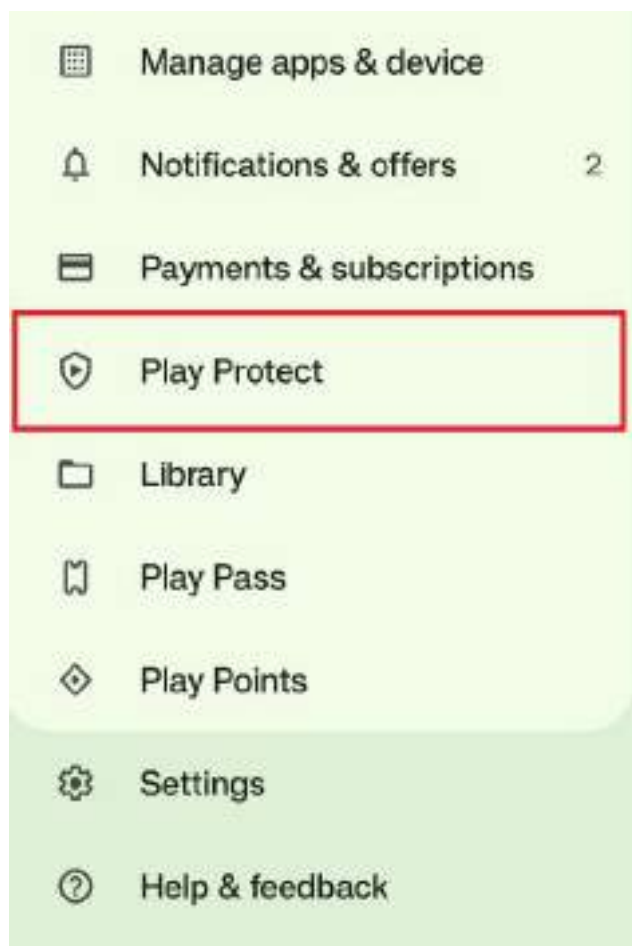 Manage apps & device
Notifications & offers 2
Payments & subscriptions
Play Protect
Library
Play Pass
Play Points
Settings
Help & feedback